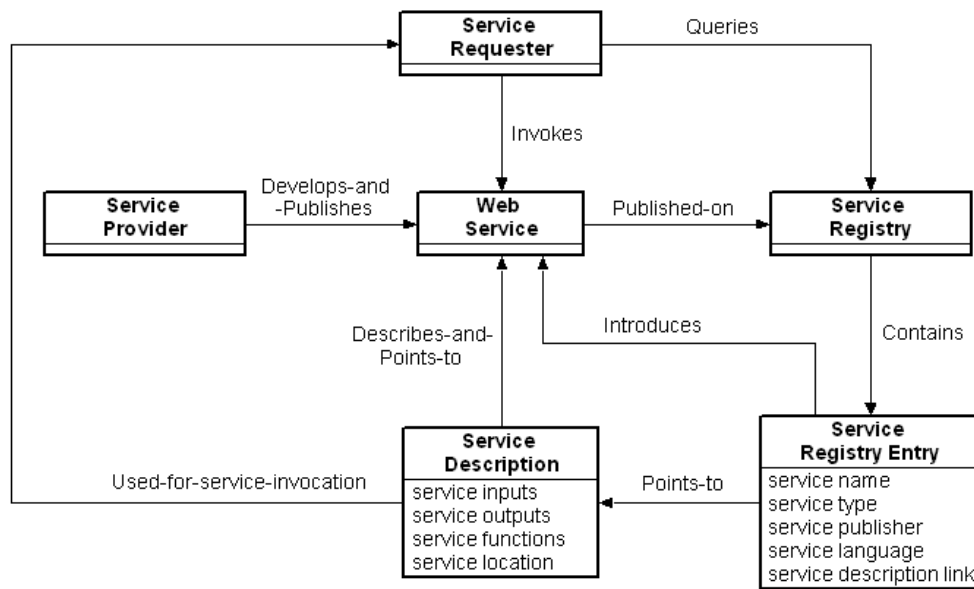 Service
Requester
Queries
Invokes
Service
Provider
Develops-and
-Publishes
Web
Service
Published-on
Service
Registry
Describes-and-
Points-to
Introduces
Contains
Used-for-service-invocation
Service
Description
service inputs
service outputs
service functions
service location
Points-to
Service
Registry Entry
service name
service type
service publisher
service language
service description link